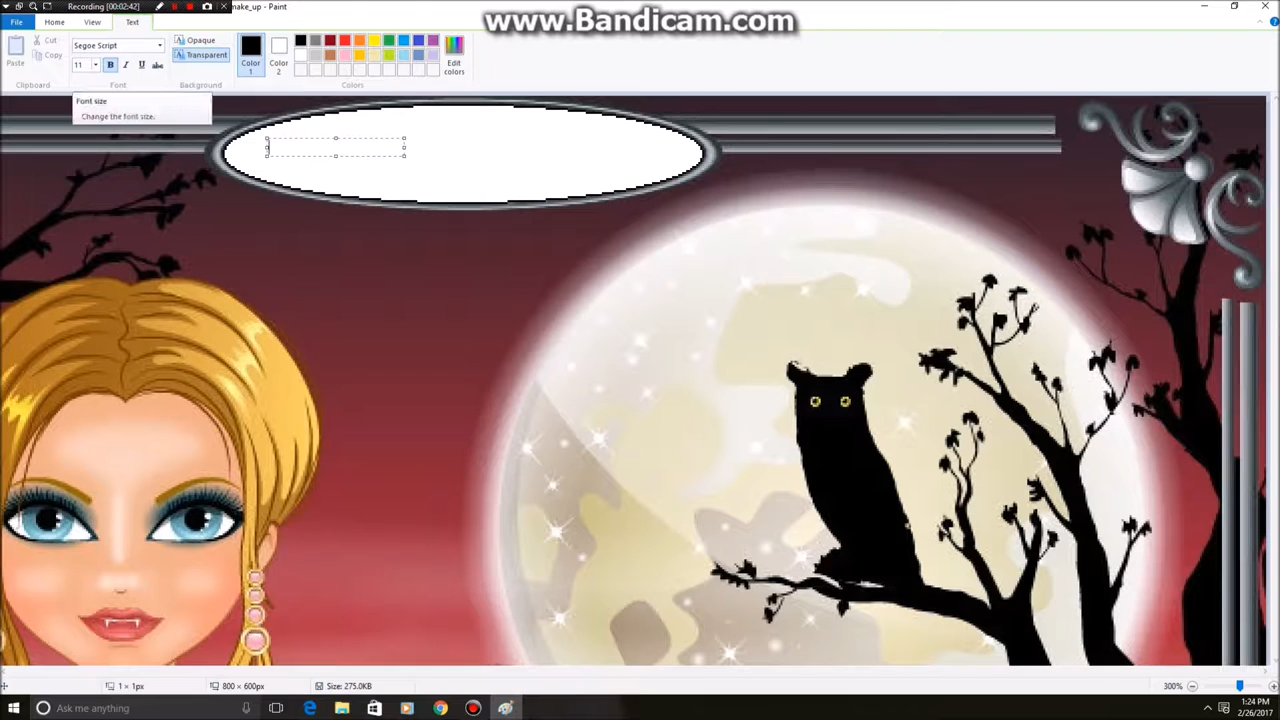 Recording [00:02:42]
make_up - Paint
www.Bandicam.com
File
Home
View
Text
Paste
Cut
Copy
Clipboard
Segoe Script
11
B
I
U
abc
Font
Opaque
Transparent
Background
Color 1
Color 2
Edit colors
Colors
Font size
Change the font size.
1 × 1px
800 × 600px
Size: 275.0KB
300%
Ask me anything
1:24 PM
2/26/2017